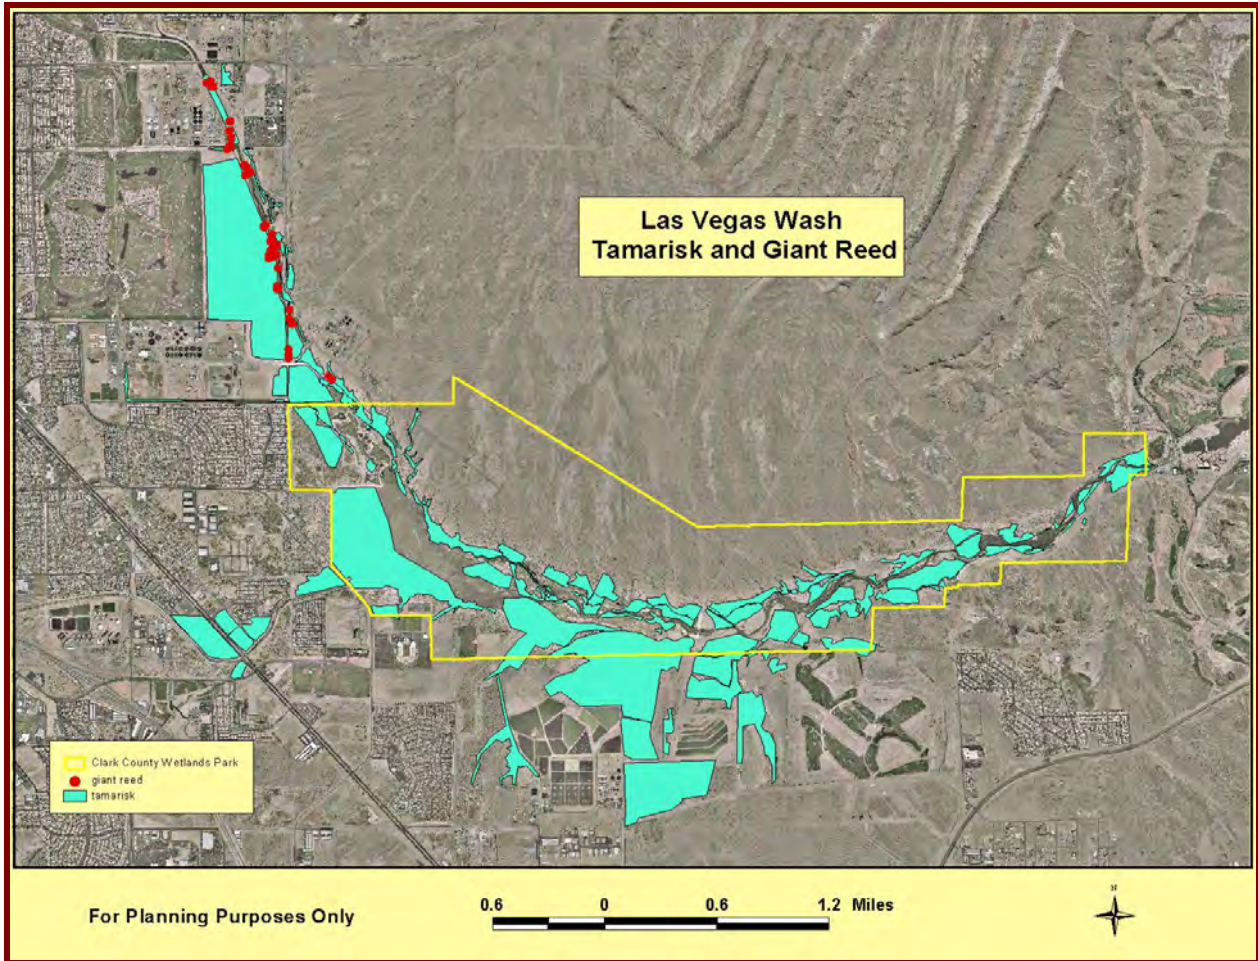 Las Vegas Wash
Tamarisk and Giant Reed
Clark County Wetlands Park
giant reed
tamarisk
For Planning Purposes Only
0.6 0 0.6 1.2 Miles
N